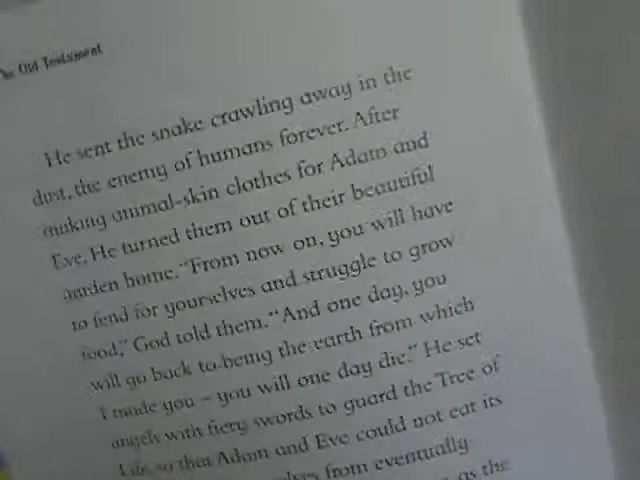 The Old Testament
He sent the snake crawling away in the
dust, the enemy of humans forever. After
making animal-skin clothes for Adam and
Eve, He turned them out of their beautiful
garden home. “From now on, you will have
to fend for yourselves and struggle to grow
food,” God told them. “And one day, you
will go back to being the earth from which
I made you – you will one day die.” He set
angels with fiery swords to guard the Tree of
Life so that Adam and Eve could not eat its
from eventually
as the